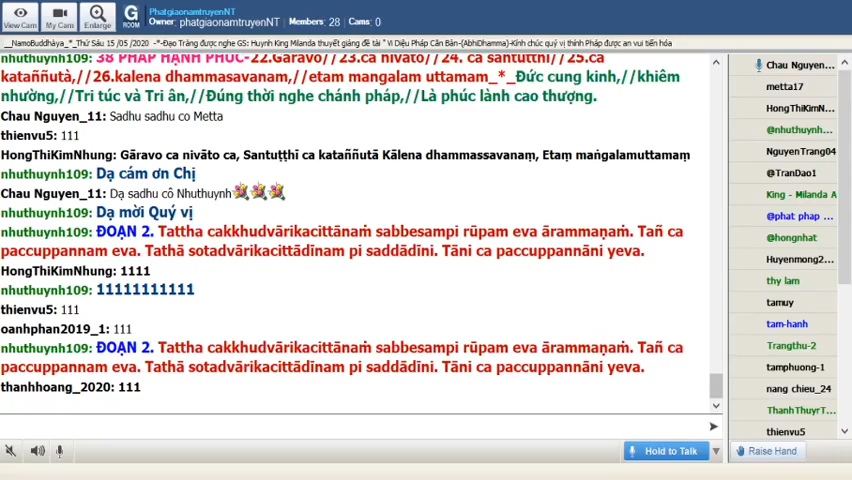 PhatgiaonamtruyenNT
Owner: phatgiaonamtruyenNT | Members: 28 | Cams: 0
View Cam
My Cam
Enlarge
G
ROOM
__NamoBuddhàya_*_Thứ Sáu 15 /05 /2020 -*-Đạo Tràng được nghe GS: Huynh King Milanda thuyết giảng đề tài " Vi Diệu Pháp Căn Bản-(AbhiDhamma)-Kính chúc quý vị thính Pháp được an vui tiến hóa
nhuthuynh109: 38 PHÁP HẠNH PHÚC-22.Gàravo//23.ca nivàto//24. ca santutthi//25.ca
kataññutà,//26.kalena dhammasavanam,//etam mangalam uttamam_*_Đức cung kính,//khiêm
nhường,//Tri túc và Tri ân,//Đúng thời nghe chánh pháp,//Là phúc lành cao thượng.
Chau Nguyen_11: Sadhu sadhu co Metta
thienvu5: 111
HongThiKimNhung: Gāravo ca nivāto ca, Santuṭṭhī ca kataññutā Kālena dhammassavanaṃ, Etaṃ maṅgalamuttamaṃ
nhuthuynh109: Dạ cám ơn Chị
Chau Nguyen_11: Dạ sadhu cô Nhuthuynh
nhuthuynh109: Dạ mời Quý vị
nhuthuynh109: ĐOẠN 2. Tattha cakkhudvārikacittānaṁ sabbesampi rūpam eva ārammaṇaṁ. Tañ ca
paccuppannam eva. Tathā sotadvārikacittādīnam pi saddādīni. Tāni ca paccuppannāni yeva.
HongThiKimNhung: 1111
nhuthuynh109: 11111111111
thienvu5: 111
oanhphan2019_1: 111
nhuthuynh109: ĐOẠN 2. Tattha cakkhudvārikacittānaṁ sabbesampi rūpam eva ārammaṇaṁ. Tañ ca
paccuppannam eva. Tathā sotadvārikacittādīnam pi saddādīni. Tāni ca paccuppannāni yeva.
thanhhoang_2020: 111
Hold to Talk
Chau Nguyen...
metta17
HongThiKimN...
@nhuthuynh...
NguyenTrang04
@TranDao1
King - Milanda A
@phat phap ...
@hongnhat
Huyenmong2...
thy lam
tamuy
tam-hanh
Trangthu-2
tamphuong-1
nang chieu_24
ThanhThuyrT...
thienvu5
Raise Hand